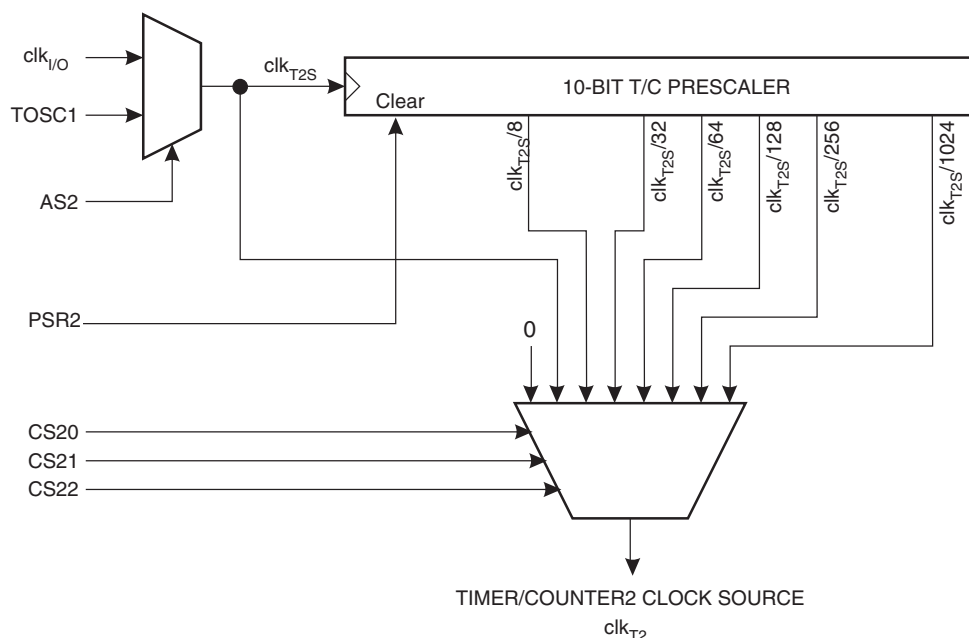 clkI/O
clkT2S
10-BIT T/C PRESCALER
TOSC1
Clear
clkT2S/8
clkT2S/32
clkT2S/64
clkT2S/128
clkT2S/256
clkT2S/1024
AS2
PSR2
0
CS20
CS21
CS22
TIMER/COUNTER2 CLOCK SOURCE
clkT2